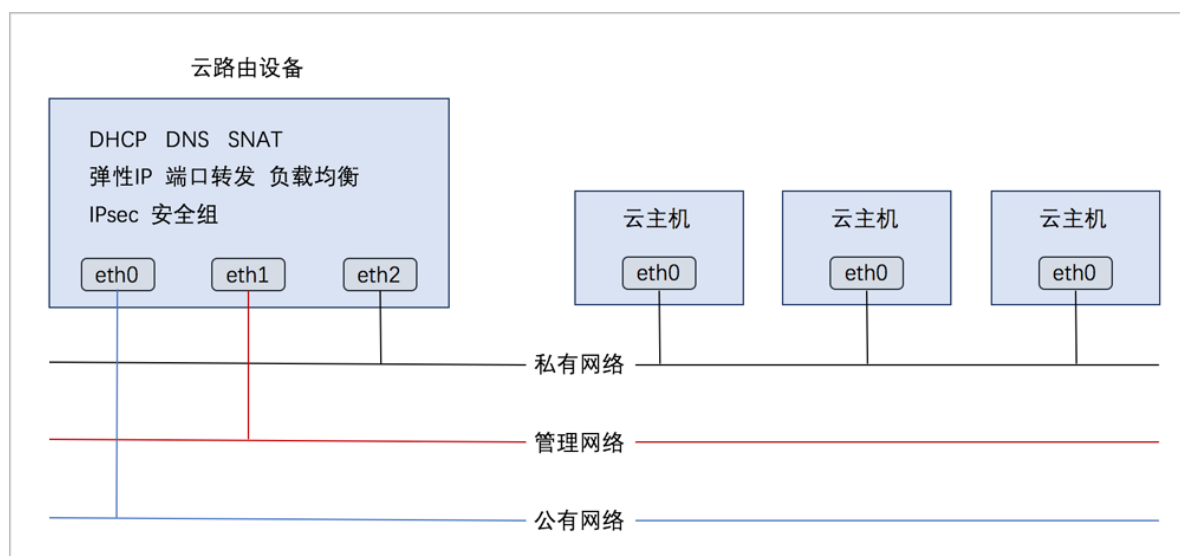 云路由设备
DHCP DNS SNAT
弹性IP 端口转发 负载均衡
IPsec 安全组
eth0 eth1 eth2
云主机 云主机 云主机
eth0 eth0 eth0
私有网络
管理网络
公有网络